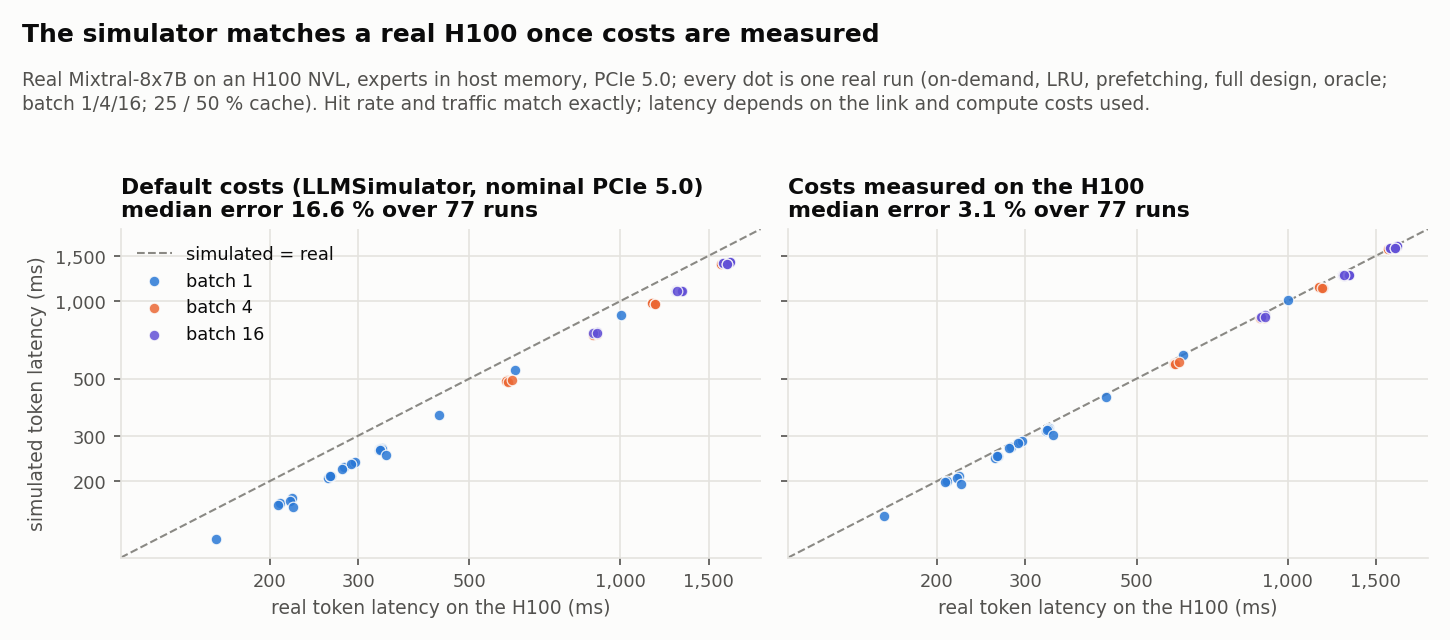 The simulator matches a real H100 once costs are measured
Real Mixtral-8x7B on an H100 NVL, experts in host memory, PCIe 5.0; every dot is one real run (on-demand, LRU, prefetching, full design, oracle;
batch 1/4/16; 25 / 50 % cache). Hit rate and traffic match exactly; latency depends on the link and compute costs used.
Default costs (LLMSimulator, nominal PCIe 5.0)
median error 16.6 % over 77 runs
simulated = real
batch 1
batch 4
batch 16
simulated token latency (ms)
1,500
1,000
500
300
200
200 300 500 1,000 1,500
real token latency on the H100 (ms)
Costs measured on the H100
median error 3.1 % over 77 runs
200 300 500 1,000 1,500
real token latency on the H100 (ms)